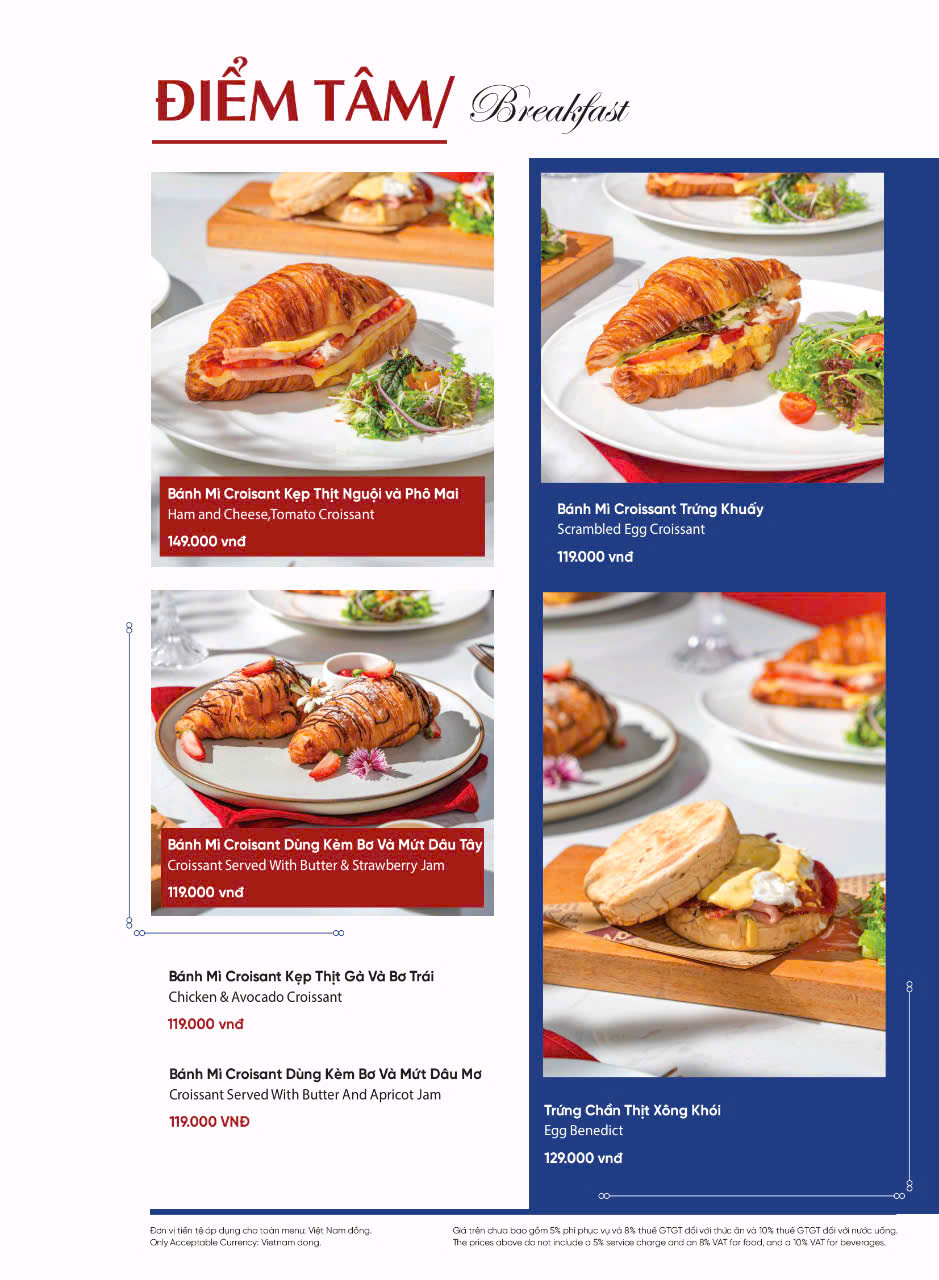 ĐIỂM TÂM/ Breakfast
Bánh Mì Croisant Kẹp Thịt Nguội và Phô Mai
Ham and Cheese,Tomato Croissant
149.000 vnđ
Bánh Mì Croissant Trứng Khuấy
Scrambled Egg Croissant
119.000 vnđ
Bánh Mì Croisant Dùng Kèm Bơ Và Mứt Dâu Tây
Croissant Served With Butter & Strawberry Jam
119.000 vnđ
Bánh Mì Croisant Kẹp Thịt Gà Và Bơ Trái
Chicken & Avocado Croissant
119.000 vnđ
Bánh Mì Croisant Dùng Kèm Bơ Và Mứt Dâu Mơ
Croissant Served With Butter And Apricot Jam
119.000 VNĐ
Trứng Chần Thịt Xông Khói
Egg Benedict
129.000 vnđ
Đơn vị tiền tệ áp dụng cho toàn menu: Việt Nam đồng.
Only Acceptable Currency: Vietnam dong.
Giá trên chưa bao gồm 5% phí phục vụ và 8% thuế GTGT đối với thức ăn và 10% thuế GTGT đối với nước uống.
The prices above do not include a 5% service charge and an 8% VAT for food, and a 10% VAT for beverages.